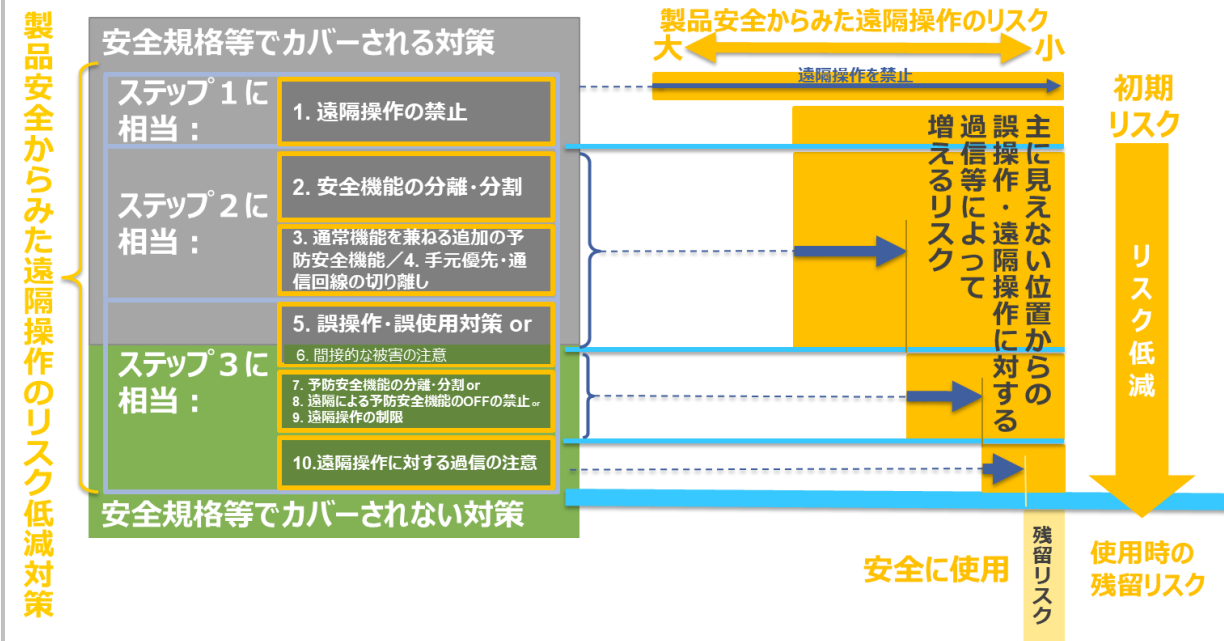 製品安全からみた遠隔操作のリスク低減対策
安全規格等でカバーされる対策
ステップ1に
相当：
1. 遠隔操作の禁止
ステップ2に
相当：
2. 安全機能の分離・分割
3. 通常機能を兼ねる追加の予
防安全機能／4. 手元優先・通
信回線の切り離し
5. 誤操作・誤使用対策 or
ステップ3に
相当：
6. 間接的な被害の注意
7. 予防安全機能の分離・分割 or
8. 遠隔による予防安全機能のOFFの禁止 or
9. 遠隔操作の制限
10.遠隔操作に対する過信の注意
安全規格等でカバーされない対策
製品安全からみた遠隔操作のリスク
大
小
遠隔操作を禁止
主に見えない位置からの
誤操作・遠隔操作に対する
過信等によって
増えるリスク
初期
リスク
リスク低減
安全に使用
残留リスク
使用時の
残留リスク